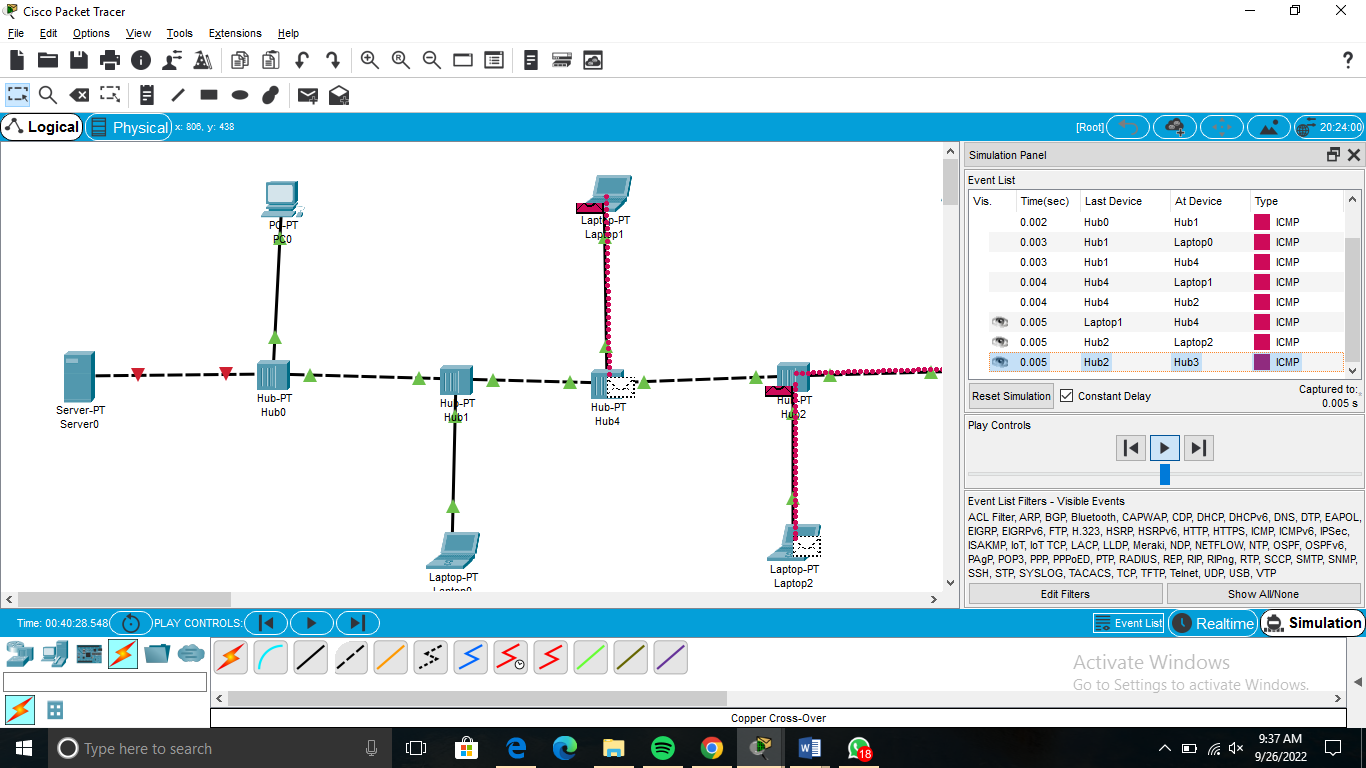 Cisco Packet Tracer
File Edit Options View Tools Extensions Help
R
?
Logical Physical x: 806, y: 438 [Root] 20:24:00
PC-PT
PC0
Laptop-PT
Laptop1
Server-PT
Server0
Hub-PT
Hub0
Hub-PT
Hub1
Hub-PT
Hub4
Hub-PT
Hub2
Laptop-PT
Laptop0
Laptop-PT
Laptop2
Simulation Panel
Event List
Vis. Time(sec) Last Device At Device Type
0.002 Hub0 Hub1 ICMP
0.003 Hub1 Laptop0 ICMP
0.003 Hub1 Hub4 ICMP
0.004 Hub4 Laptop1 ICMP
0.004 Hub4 Hub2 ICMP
0.005 Laptop1 Hub4 ICMP
0.005 Hub2 Laptop2 ICMP
0.005 Hub2 Hub3 ICMP
Reset Simulation Constant Delay Captured to:
0.005 s
Play Controls
Event List Filters - Visible Events
ACL Filter, ARP, BGP, Bluetooth, CAPWAP, CDP, DHCP, DHCPv6, DNS, DTP, EAPOL,
EIGRP, EIGRPv6, FTP, H.323, HSRP, HSRPv6, HTTP, HTTPS, ICMP, ICMPv6, IPSec,
ISAKMP, IoT, IoT TCP, LACP, LLDP, Meraki, NDP, NETFLOW, NTP, OSPF, OSPFv6,
PAgP, POP3, PPP, PPPoED, PTP, RADIUS, REP, RIP, RIPng, RTP, SCCP, SMTP, SNMP,
SSH, STP, SYSLOG, TACACS, TCP, TFTP, Telnet, UDP, USB, VTP
Edit Filters Show All/None
Time: 00:40:28.548 PLAY CONTROLS: Event List Realtime Simulation
Activate Windows
Go to Settings to activate Windows.
Copper Cross-Over
Type here to search
18
9:37 AM
9/26/2022